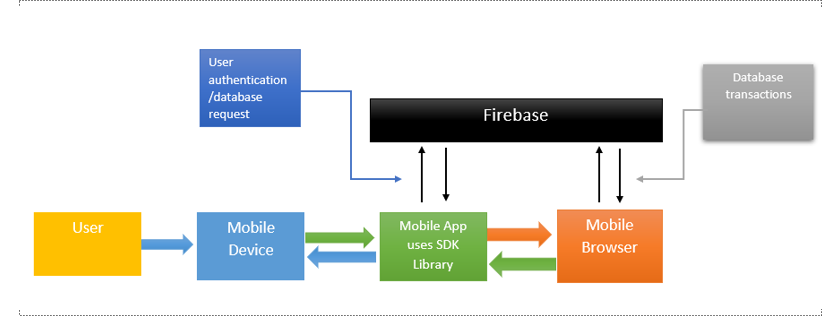 User
authentication
/database
request
Firebase
Database
transactions
User
Mobile
Device
Mobile App
uses SDK
Library
Mobile
Browser